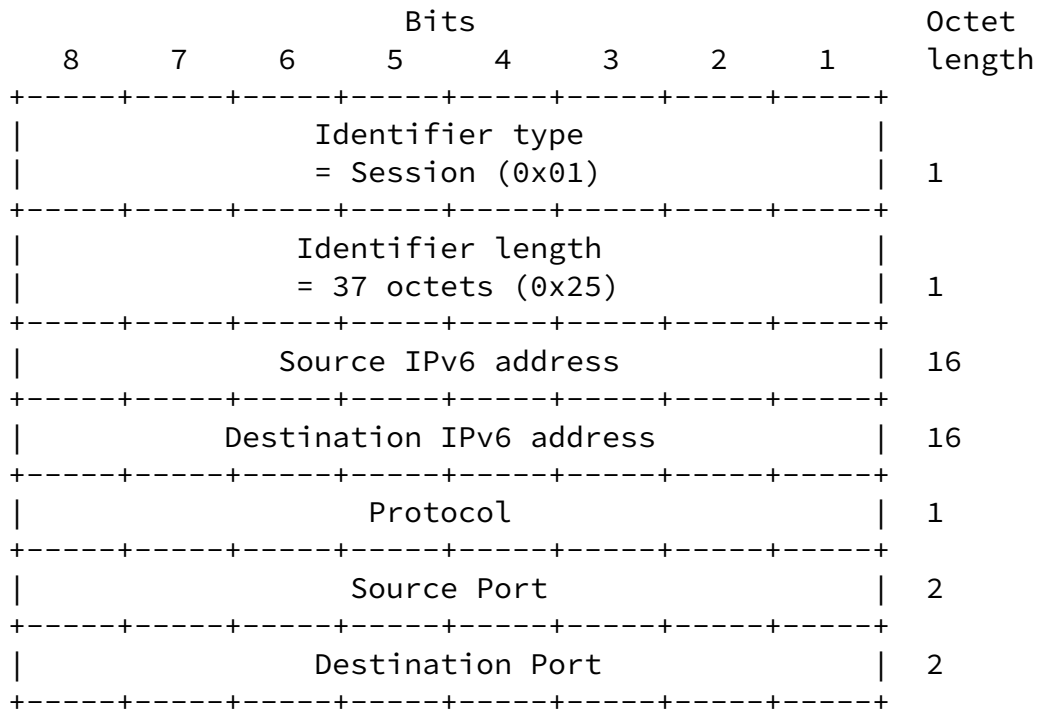 Bits Octet
8 7 6 5 4 3 2 1 length
+-----+-----+-----+-----+-----+-----+-----+-----+
| Identifier type |
| = Session (0x01) | 1
+-----+-----+-----+-----+-----+-----+-----+-----+
| Identifier length |
| = 37 octets (0x25) | 1
+-----+-----+-----+-----+-----+-----+-----+-----+
| Source IPv6 address | 16
+-----+-----+-----+-----+-----+-----+-----+-----+
| Destination IPv6 address | 16
+-----+-----+-----+-----+-----+-----+-----+-----+
| Protocol | 1
+-----+-----+-----+-----+-----+-----+-----+-----+
| Source Port | 2
+-----+-----+-----+-----+-----+-----+-----+-----+
| Destination Port | 2
+-----+-----+-----+-----+-----+-----+-----+-----+